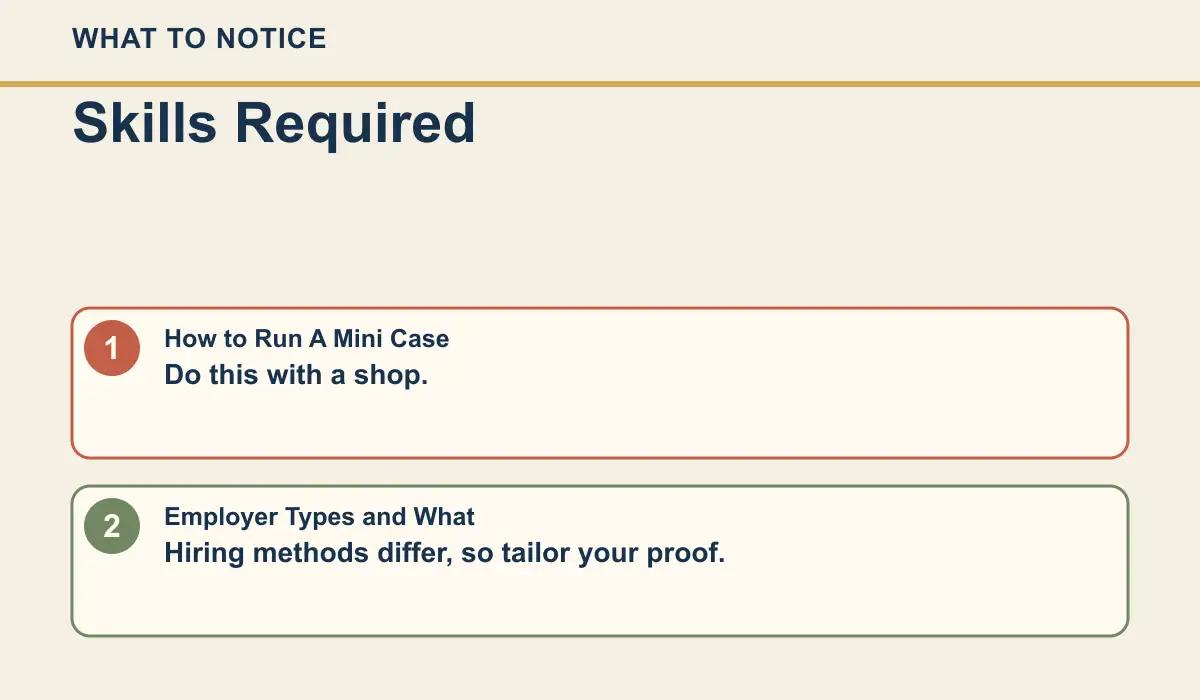 WHAT TO NOTICE
Skills Required
1
How to Run A Mini Case
Do this with a shop.
2
Employer Types and What
Hiring methods differ, so tailor your proof.